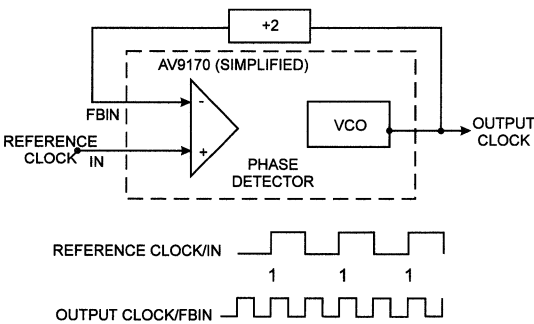 +2
AV9170 (SIMPLIFIED)
FBIN
REFERENCE
CLOCK
IN
-
+
PHASE
DETECTOR
VCO
OUTPUT
CLOCK
REFERENCE CLOCK/IN
1 1 1
OUTPUT CLOCK/FBIN